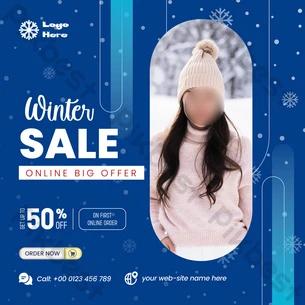 Logo
Here
Winter
SALE
ONLINE BIG OFFER
GET UP TO
50% OFF
ON FIRST
ONLINE ORDER
ORDER NOW
Call: +00 0123 456 789
your-web-site name here